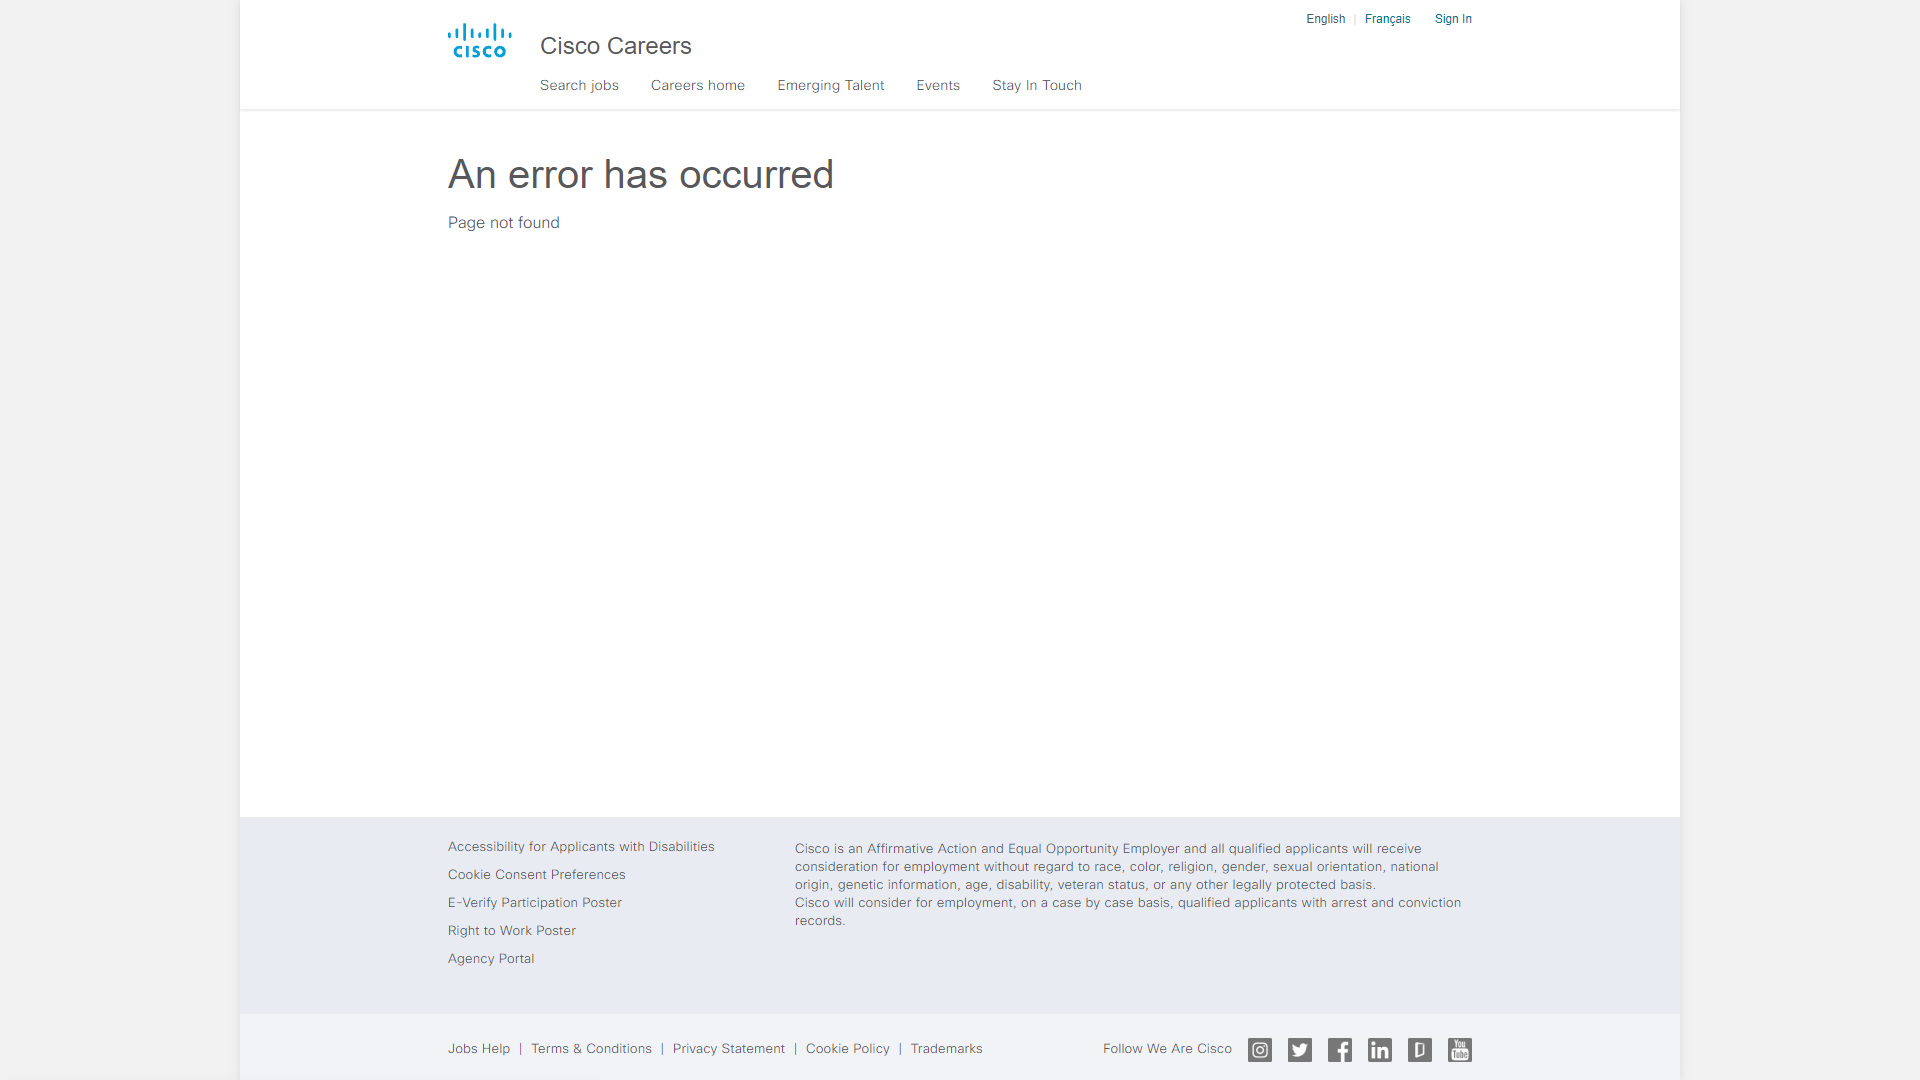 English | Français Sign In
CISCO
Cisco Careers
Search jobs Careers home Emerging Talent Events Stay In Touch
An error has occurred
Page not found
Accessibility for Applicants with Disabilities
Cookie Consent Preferences
E-Verify Participation Poster
Right to Work Poster
Agency Portal
Cisco is an Affirmative Action and Equal Opportunity Employer and all qualified applicants will receive
consideration for employment without regard to race, color, religion, gender, sexual orientation, national
origin, genetic information, age, disability, veteran status, or any other legally protected basis.
Cisco will consider for employment, on a case by case basis, qualified applicants with arrest and conviction
records.
Jobs Help | Terms & Conditions | Privacy Statement | Cookie Policy | Trademarks
Follow We Are Cisco
in
You
Tube